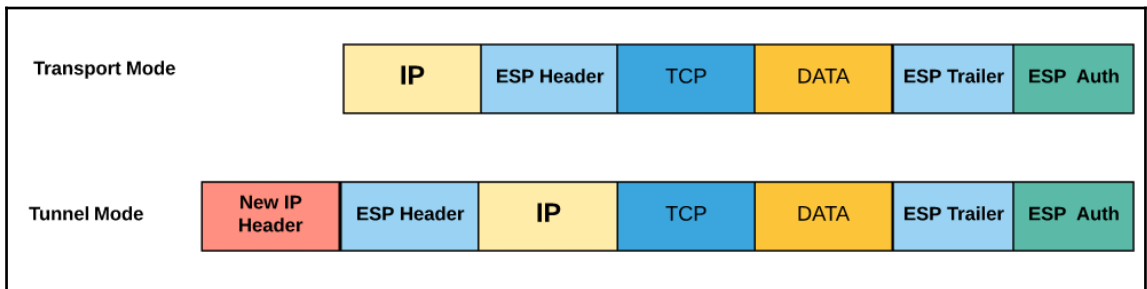 Transport Mode
IP
ESP Header
TCP
DATA
ESP Trailer
ESP Auth
Tunnel Mode
New IP
Header
ESP Header
IP
TCP
DATA
ESP Trailer
ESP Auth